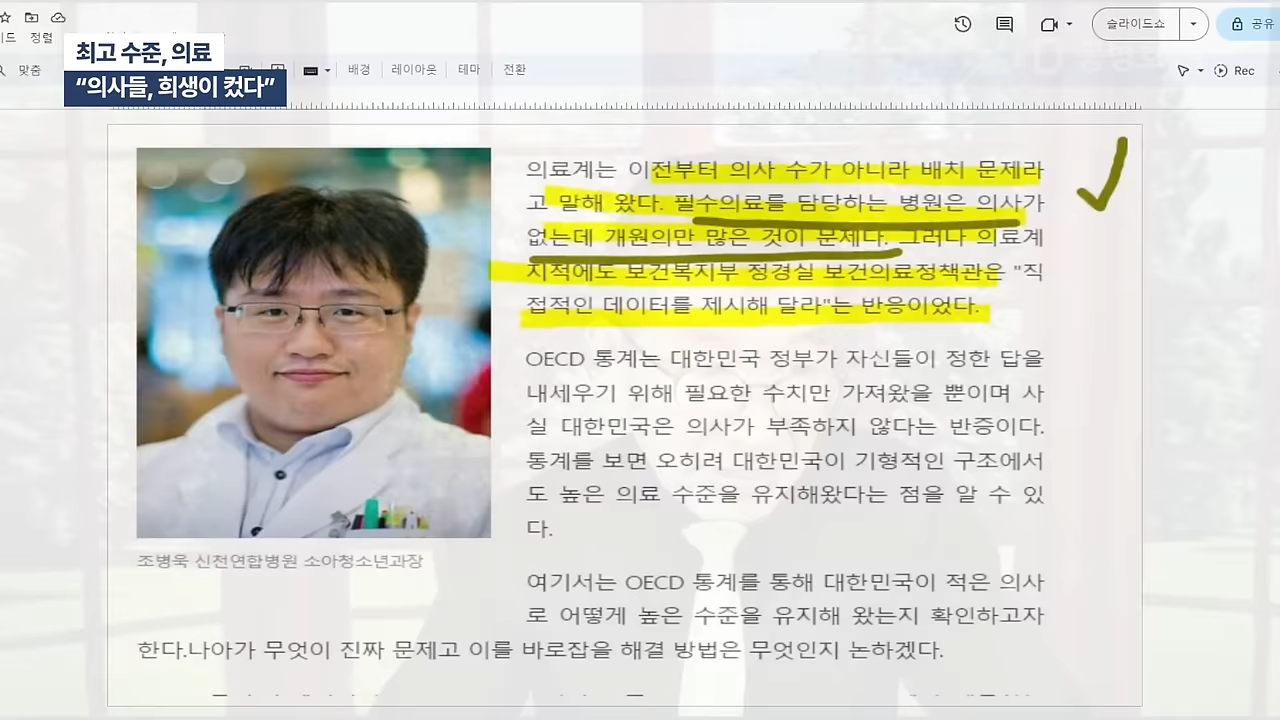 슬라이드쇼
공유
이드 정렬
최고 수준, 의료
“의사들, 희생이 컸다”
맞춤
배경
레이아웃
테마
전환
Rec
의료계는 이전부터 의사 수가 아니라 배치 문제라
고 말해 왔다. 필수의료를 담당하는 병원은 의사가
없는데 개원의만 많은 것이 문제다. 그러나 의료계
지적에도 보건복지부 정경실 보건의료정책관은 "직
접적인 데이터를 제시해 달라"는 반응이었다.
OECD 통계는 대한민국 정부가 자신들이 정한 답을
내세우기 위해 필요한 수치만 가져왔을 뿐이며 사
실 대한민국은 의사가 부족하지 않다는 반증이다.
통계를 보면 오히려 대한민국이 기형적인 구조에서
도 높은 의료 수준을 유지해왔다는 점을 알 수 있
다.
조병욱 신천연합병원 소아청소년과장
여기서는 OECD 통계를 통해 대한민국이 적은 의사
로 어떻게 높은 수준을 유지해 왔는지 확인하고자
한다.나아가 무엇이 진짜 문제고 이를 바로잡을 해결 방법은 무엇인지 논하겠다.